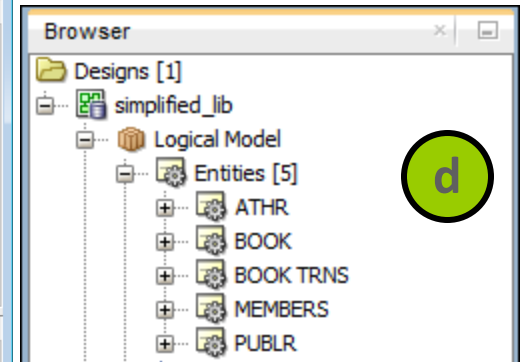 Browser
Designs [1]
simplified_lib
Logical Model
Entities [5]
d
ATHR
BOOK
BOOK TRNS
MEMBERS
PUBLR